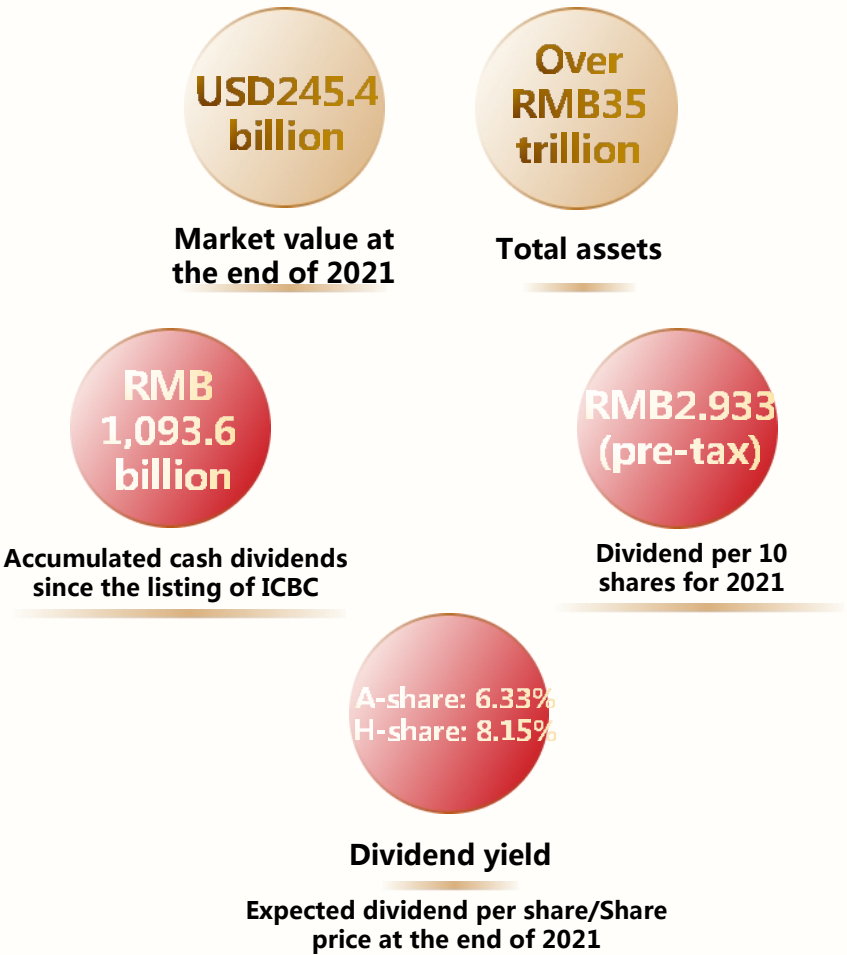 USD245.4
billion
Market value at
the end of 2021
Over
RMB35
trillion
Total assets
RMB
1,093.6
billion
Accumulated cash dividends
since the listing of ICBC
RMB2.933
(pre-tax)
Dividend per 10
shares for 2021
A-share: 6.33%
H-share: 8.15%
Dividend yield
Expected dividend per share/Share
price at the end of 2021